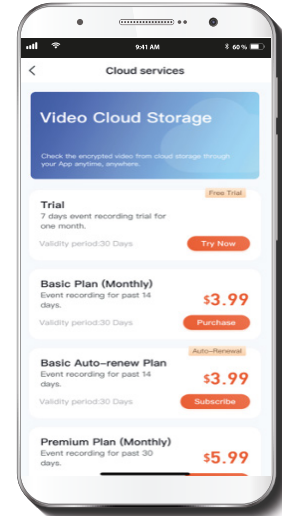 9:41 AM
60%
Cloud services
Video Cloud Storage
Check the encrypted video from cloud storage through
your App anytime, anywhere.
Free Trial
Trial
7 days event recording trial for
one month.
Validity period:30 Days
Try Now
Basic Plan (Monthly)
Event recording for past 14
days.
$3.99
Validity period:30 Days
Purchase
Auto-Renewal
Basic Auto-renew Plan
Event recording for past 14
days.
$3.99
Validity period:30 Days
Subscribe
Premium Plan (Monthly)
Event recording for past 30
days.
$5.99